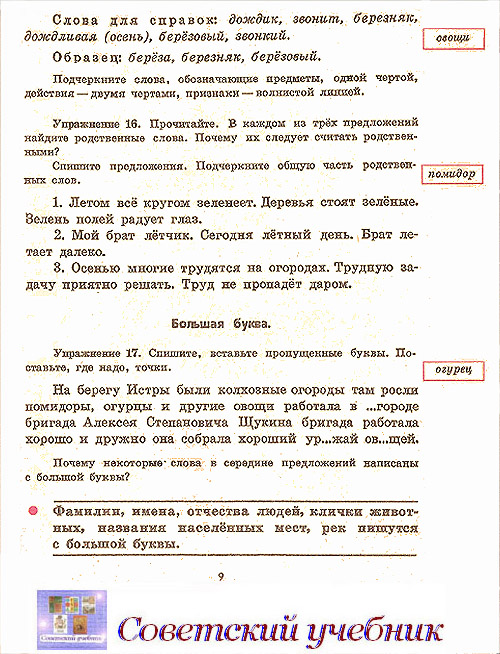 Слова для справок: дождик, звонит, березняк,
дождливая (осень), берёзовый, звонкий.
овощи
Образец: берёза, березняк, берёзовый.
Подчеркните слова, обозначающие предметы, одной чертой,
действия — двумя чертами, признаки — волнистой линией.
Упражнение 16. Прочитайте. В каждом из трёх предложений
найдите родственные слова. Почему их следует считать родствен-
ными?
Спишите предложения. Подчеркните общую часть родствен-
ных слов.
помидор
1. Летом всё кругом зеленеет. Деревья стоят зелёные.
Зелень полей радует глаз.
2. Мой брат лётчик. Сегодня лётный день. Брат ле-
тает далеко.
3. Осенью многие трудятся на огородах. Трудную за-
дачу приятно решать. Труд не пропадёт даром.
Большая буква.
Упражнение 17. Спишите, вставьте пропущенные буквы. По-
ставьте, где надо, точки.
огурец
На берегу Истры были колхозные огороды там росли
помидоры, огурцы и другие овощи работала в ...городе
бригада Алексея Степановича Щукина бригада работала
хорошо и дружно она собрала хороший ур...жай ов...щей.
Почему некоторые слова в середине предложений написаны
с большой буквы?
Фамилии, имена, отчества людей, клички живот-
ных, названия населённых мест, рек пишутся
с большой буквы.
9
Советский учебник
Советский учебник